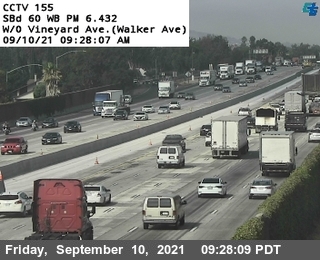 CCTV 155
SBd 60 WB PM 6.432
W/O Vineyard Ave.(Walker Ave)
09/10/21 09:28:07 AM
Friday, September 10, 2021 09:28:09 PDT